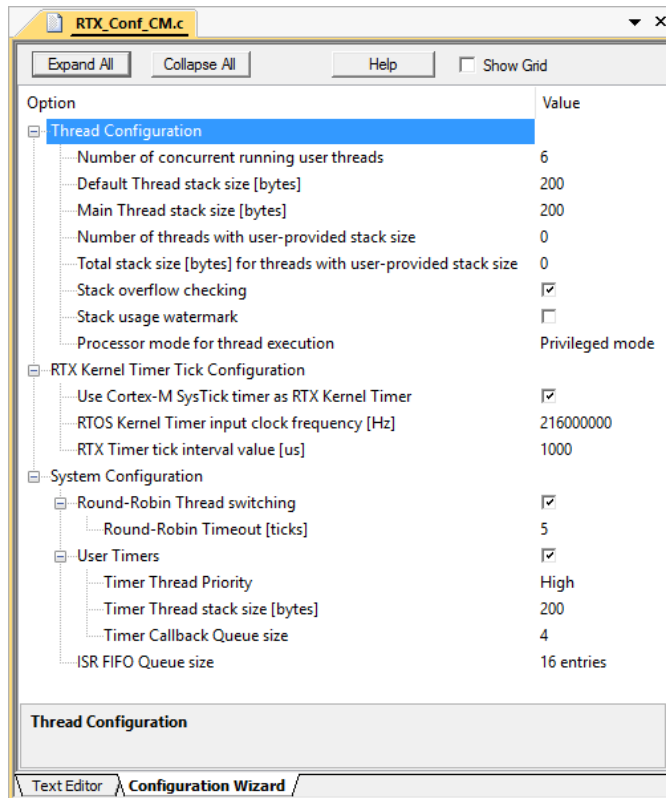 RTX_Conf_CM.c
Expand All Collapse All Help Show Grid
Option Value
Thread Configuration
Number of concurrent running user threads 6
Default Thread stack size [bytes] 200
Main Thread stack size [bytes] 200
Number of threads with user-provided stack size 0
Total stack size [bytes] for threads with user-provided stack size 0
Stack overflow checking
Stack usage watermark
Processor mode for thread execution Privileged mode
RTX Kernel Timer Tick Configuration
Use Cortex-M SysTick timer as RTX Kernel Timer
RTOS Kernel Timer input clock frequency [Hz] 216000000
RTX Timer tick interval value [us] 1000
System Configuration
Round-Robin Thread switching
Round-Robin Timeout [ticks] 5
User Timers
Timer Thread Priority High
Timer Thread stack size [bytes] 200
Timer Callback Queue size 4
ISR FIFO Queue size 16 entries
Thread Configuration
Text Editor Configuration Wizard